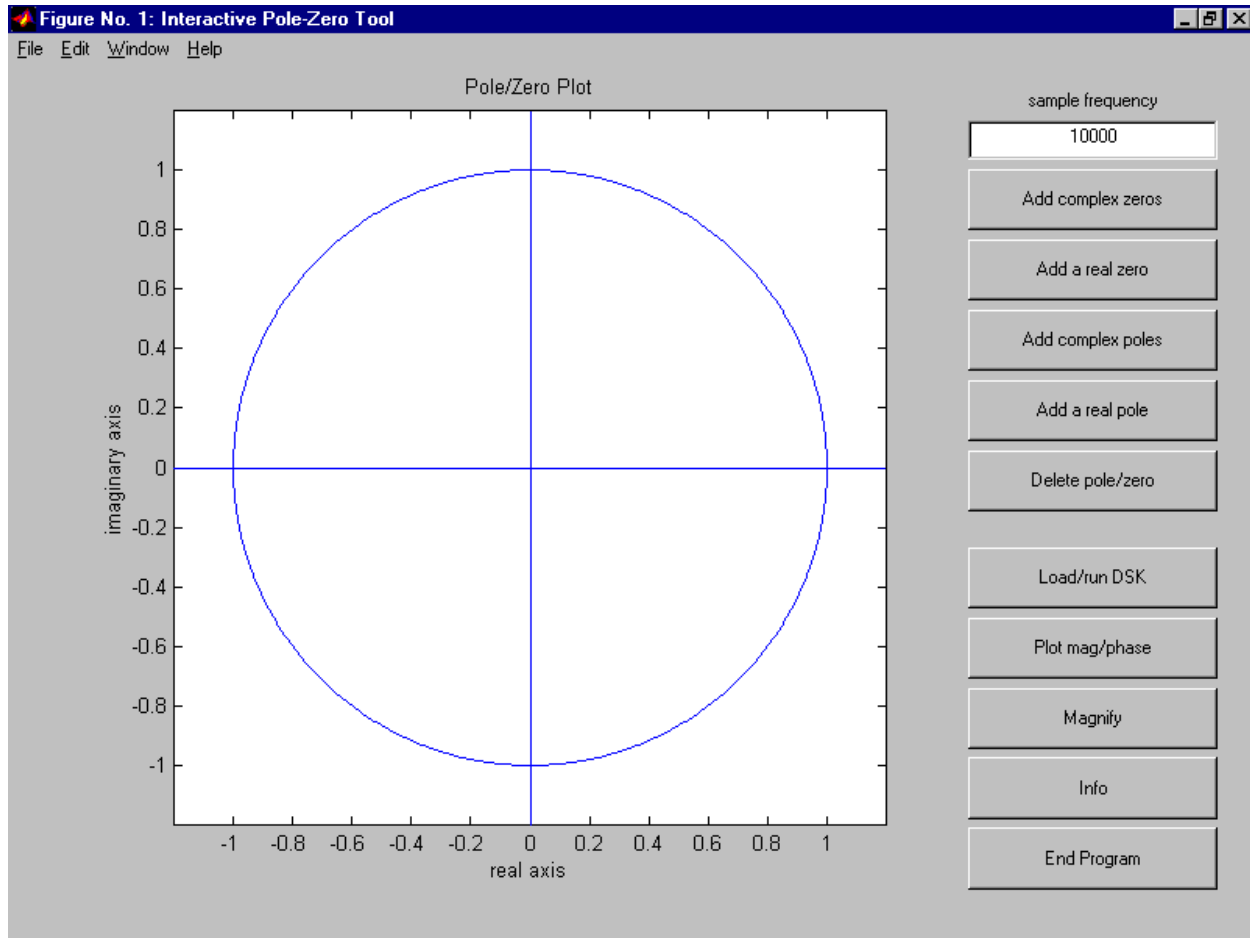 Figure No. 1: Interactive Pole-Zero Tool
File Edit Window Help
Pole/Zero Plot
1
0.8
0.6
0.4
0.2
0
-0.2
-0.4
-0.6
-0.8
-1
imaginary axis
-1 -0.8 -0.6 -0.4 -0.2 0 0.2 0.4 0.6 0.8 1
real axis
sample frequency
10000
Add complex zeros
Add a real zero
Add complex poles
Add a real pole
Delete pole/zero
Load/run DSK
Plot mag/phase
Magnify
Info
End Program